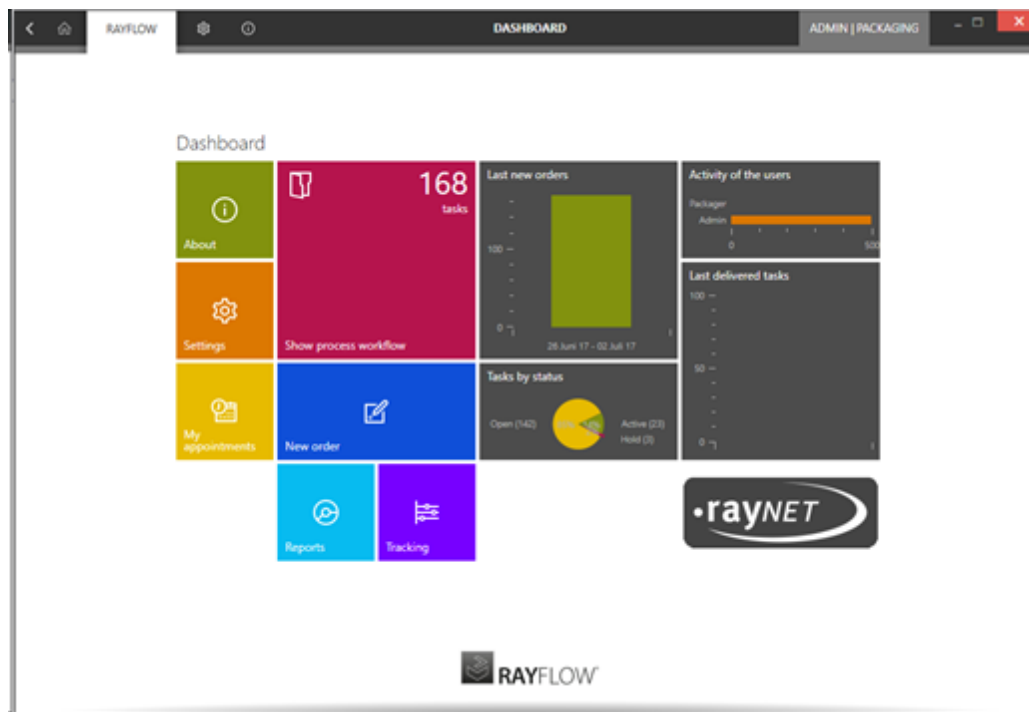 RAYFLOW
DASHBOARD
ADMIN | PACKAGING
Dashboard
About
168
tasks
Show process workflow
Last new orders
100
0
26 Juni 17 - 02 Juli 17
Activity of the users
Packager
Admin
0
500
Settings
Last delivered tasks
100
50
0
My
appointments
New order
Tasks by status
Open (142)
Active (23)
Hold (3)
Reports
Tracking
raynet
RAYFLOW